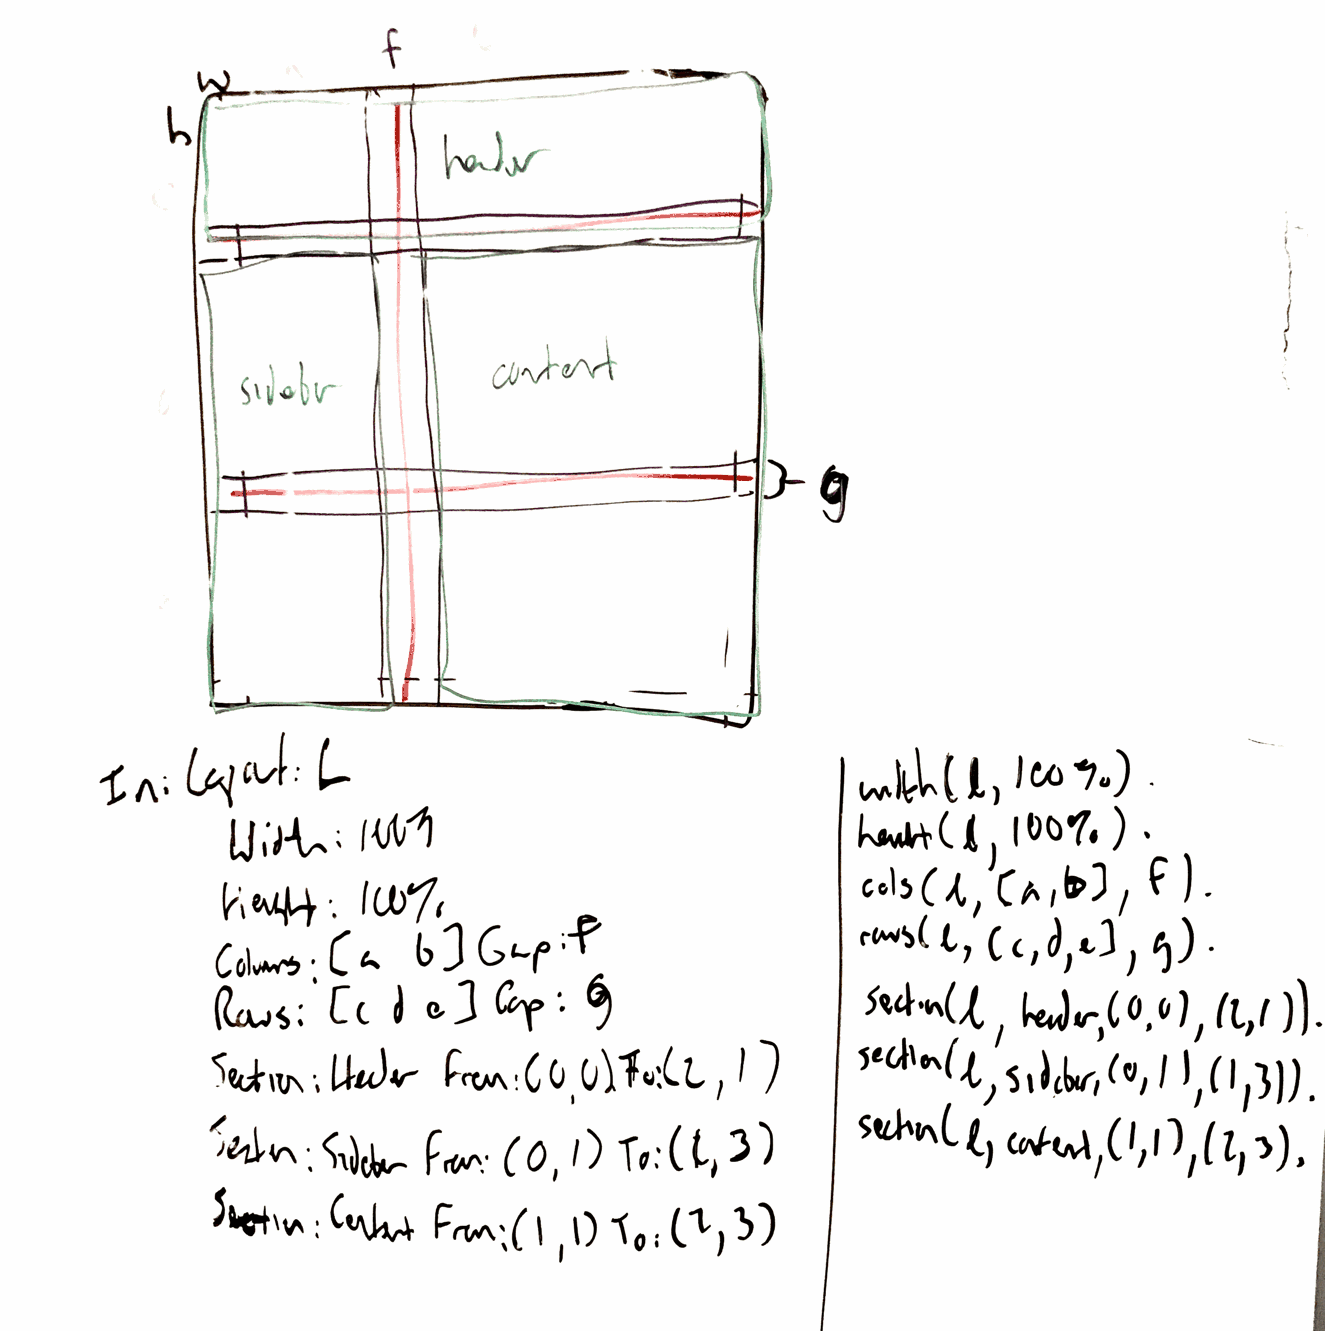 f
w
h
header
sidebar
content
g
In: Layout: L
Width: 100%
Height: 100%
Columns: [a b] Gap: f
Rows: [c d e] Gap: g
Section: Header From: (0,0) To: (2, 1)
Section: Sidebar From: (0, 1) To: (1, 3)
Section: Content From: (1, 1) To: (2, 3)
width(l, 100%).
height(l, 100%).
cols(l, [a,b], f).
rows(l, [c,d,e], g).
section(l, header,(0,0),(2,1)).
section(l, sidebar,(0,1),(1,3)).
section(l, content,(1,1),(2,3).